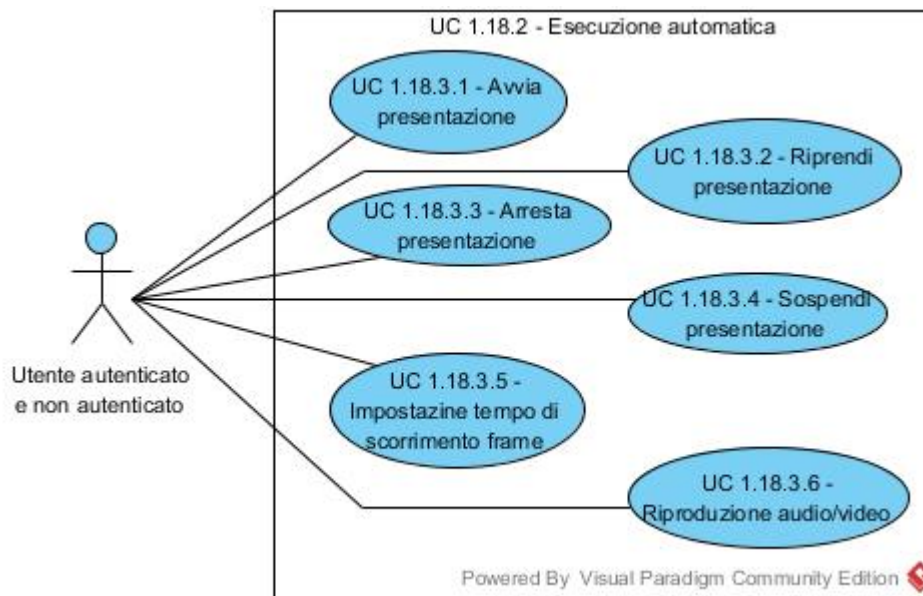 UC 1.18.2 - Esecuzione automatica
UC 1.18.3.1 - Avvia
presentazione
UC 1.18.3.2 - Riprendi
presentazione
UC 1.18.3.3 - Arresta
presentazione
UC 1.18.3.4 - Sospendi
presentazione
Utente autenticato
e non autenticato
UC 1.18.3.5 -
Impostazine tempo di
scorrimento frame
UC 1.18.3.6 -
Riproduzione audio/video
Powered By Visual Paradigm Community Edition